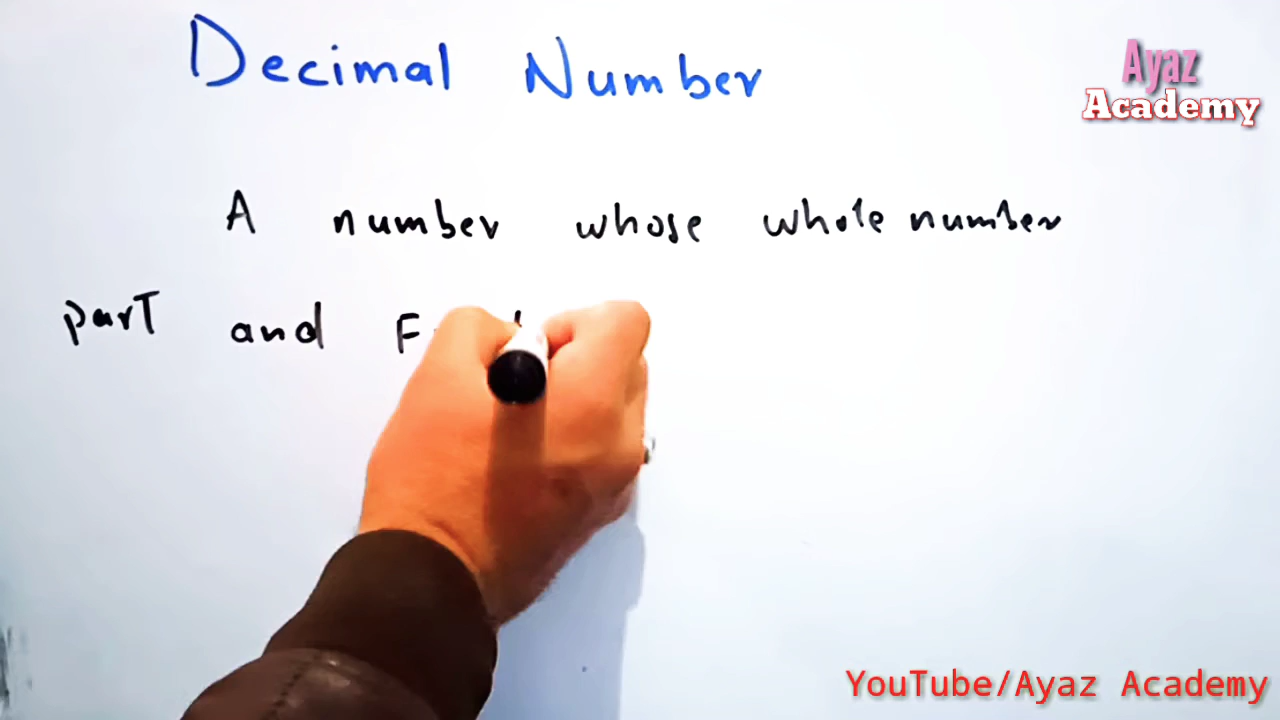 Decimal Number
Ayaz
Academy
A number whose whole number
part and
YouTube/Ayaz Academy